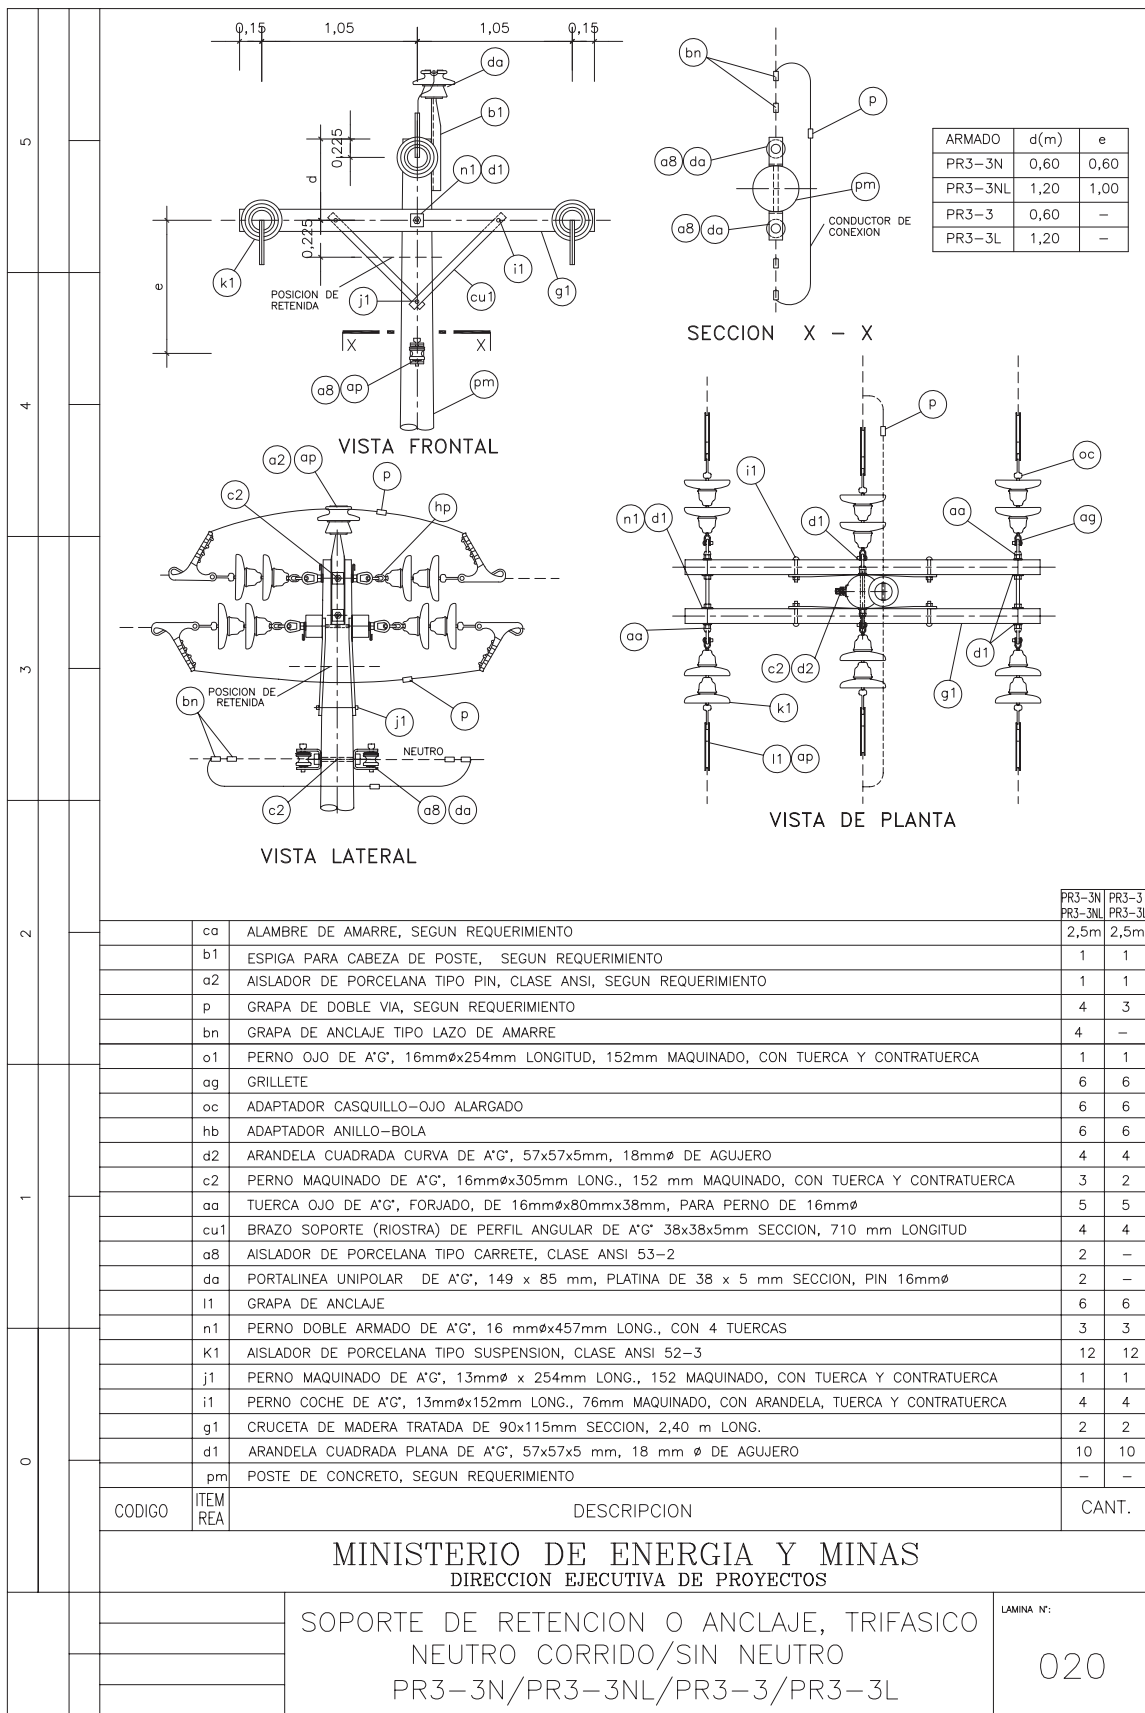 0,15 1,05 1,05 0,15
da
b1
0,225
d
n1 d1
0,225
e
k1
POSICION DE
RETENIDA
j1
cu1
i1
g1
X X
a8 ap
pm
VISTA FRONTAL
bn
p
a8 da
pm
a8 da
CONDUCTOR DE
CONEXION
SECCION X - X
ARMADO d(m) e
PR3-3N 0,60 0,60
PR3-3NL 1,20 1,00
PR3-3 0,60 -
PR3-3L 1,20 -
a2 ap
p
c2
hp
POSICION DE
RETENIDA
bn
p
j1
NEUTRO
c2
a8 da
VISTA LATERAL
p
oc
i1
n1 d1
d1
aa
ag
aa
c2 d2
d1
g1
k1
l1 ap
VISTA DE PLANTA
PR3-3N PR3-3
PR3-3NL PR3-3L
ca ALAMBRE DE AMARRE, SEGUN REQUERIMIENTO 2,5m 2,5m
b1 ESPIGA PARA CABEZA DE POSTE, SEGUN REQUERIMIENTO 1 1
a2 AISLADOR DE PORCELANA TIPO PIN, CLASE ANSI, SEGUN REQUERIMIENTO 1 1
p GRAPA DE DOBLE VIA, SEGUN REQUERIMIENTO 4 3
bn GRAPA DE ANCLAJE TIPO LAZO DE AMARRE 4 -
o1 PERNO OJO DE A°G°, 16mmøx254mm LONGITUD, 152mm MAQUINADO, CON TUERCA Y CONTRATUERCA 1 1
ag GRILLETE 6 6
oc ADAPTADOR CASQUILLO-OJO ALARGADO 6 6
hb ADAPTADOR ANILLO-BOLA 6 6
d2 ARANDELA CUADRADA CURVA DE A°G°, 57x57x5mm, 18mmø DE AGUJERO 4 4
c2 PERNO MAQUINADO DE A°G°, 16mmøx305mm LONG., 152 mm MAQUINADO, CON TUERCA Y CONTRATUERCA 3 2
aa TUERCA OJO DE A°G°, FORJADO, DE 16mmøx80mmx38mm, PARA PERNO DE 16mmø 5 5
cu1 BRAZO SOPORTE (RIOSTRA) DE PERFIL ANGULAR DE A°G° 38x38x5mm SECCION, 710 mm LONGITUD 4 4
a8 AISLADOR DE PORCELANA TIPO CARRETE, CLASE ANSI 53-2 2 -
da PORTALINEA UNIPOLAR DE A°G°, 149 x 85 mm, PLATINA DE 38 x 5 mm SECCION, PIN 16mmø 2 -
l1 GRAPA DE ANCLAJE 6 6
n1 PERNO DOBLE ARMADO DE A°G°, 16 mmøx457mm LONG., CON 4 TUERCAS 3 3
K1 AISLADOR DE PORCELANA TIPO SUSPENSION, CLASE ANSI 52-3 12 12
j1 PERNO MAQUINADO DE A°G°, 13mmø x 254mm LONG., 152 MAQUINADO, CON TUERCA Y CONTRATUERCA 1 1
i1 PERNO COCHE DE A°G°, 13mmøx152mm LONG., 76mm MAQUINADO, CON ARANDELA, TUERCA Y CONTRATUERCA 4 4
g1 CRUCETA DE MADERA TRATADA DE 90x115mm SECCION, 2,40 m LONG. 2 2
d1 ARANDELA CUADRADA PLANA DE A°G°, 57x57x5 mm, 18 mm ø DE AGUJERO 10 10
pm POSTE DE CONCRETO, SEGUN REQUERIMIENTO - -
CODIGO ITEM REA DESCRIPCION CANT.
MINISTERIO DE ENERGIA Y MINAS
DIRECCION EJECUTIVA DE PROYECTOS
SOPORTE DE RETENCION O ANCLAJE, TRIFASICO
NEUTRO CORRIDO/SIN NEUTRO
PR3-3N/PR3-3NL/PR3-3/PR3-3L
LAMINA N°:
020
5
4
3
2
1
0